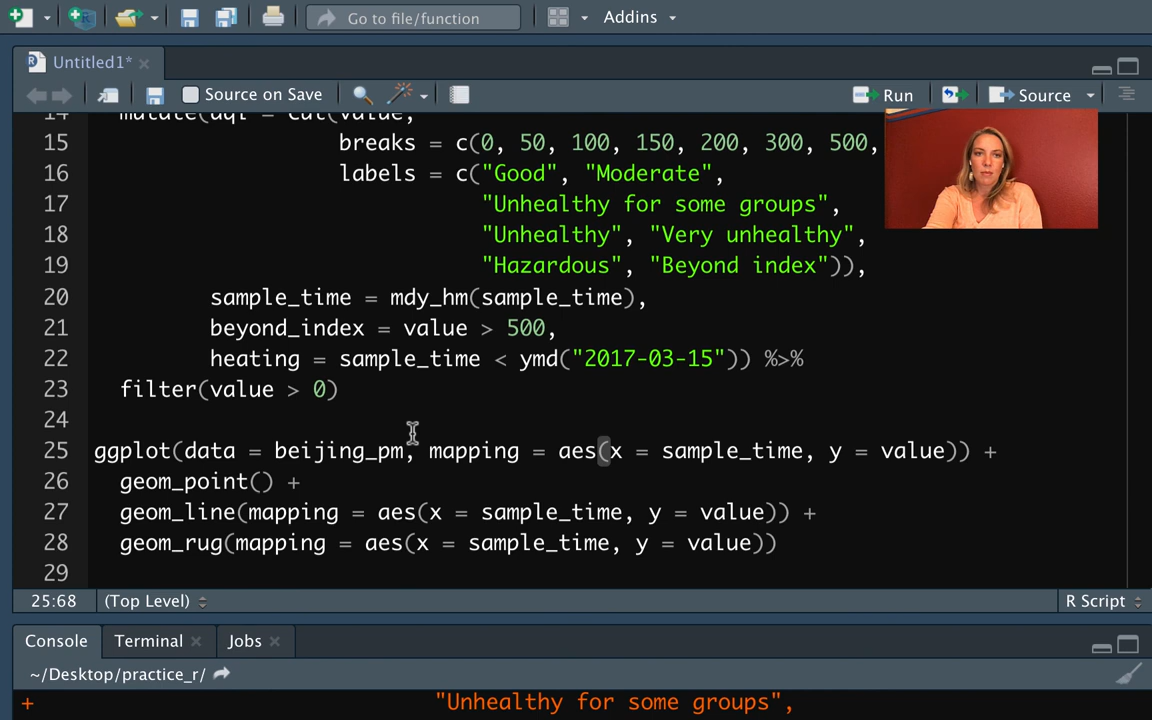 Go to file/function
Addins
Untitled1*
Source on Save
Run
Source
14 mutate(aqi = cut(value,
15 breaks = c(0, 50, 100, 150, 200, 300, 500,
16 labels = c("Good", "Moderate",
17 "Unhealthy for some groups",
18 "Unhealthy", "Very unhealthy",
19 "Hazardous", "Beyond index")),
20 sample_time = mdy_hm(sample_time),
21 beyond_index = value > 500,
22 heating = sample_time < ymd("2017-03-15")) %>%
23 filter(value > 0)
24
25 ggplot(data = beijing_pm, mapping = aes(x = sample_time, y = value)) +
26 geom_point() +
27 geom_line(mapping = aes(x = sample_time, y = value)) +
28 geom_rug(mapping = aes(x = sample_time, y = value))
29
25:68 (Top Level) R Script
Console Terminal Jobs
~/Desktop/practice_r/
+ "Unhealthy for some groups",